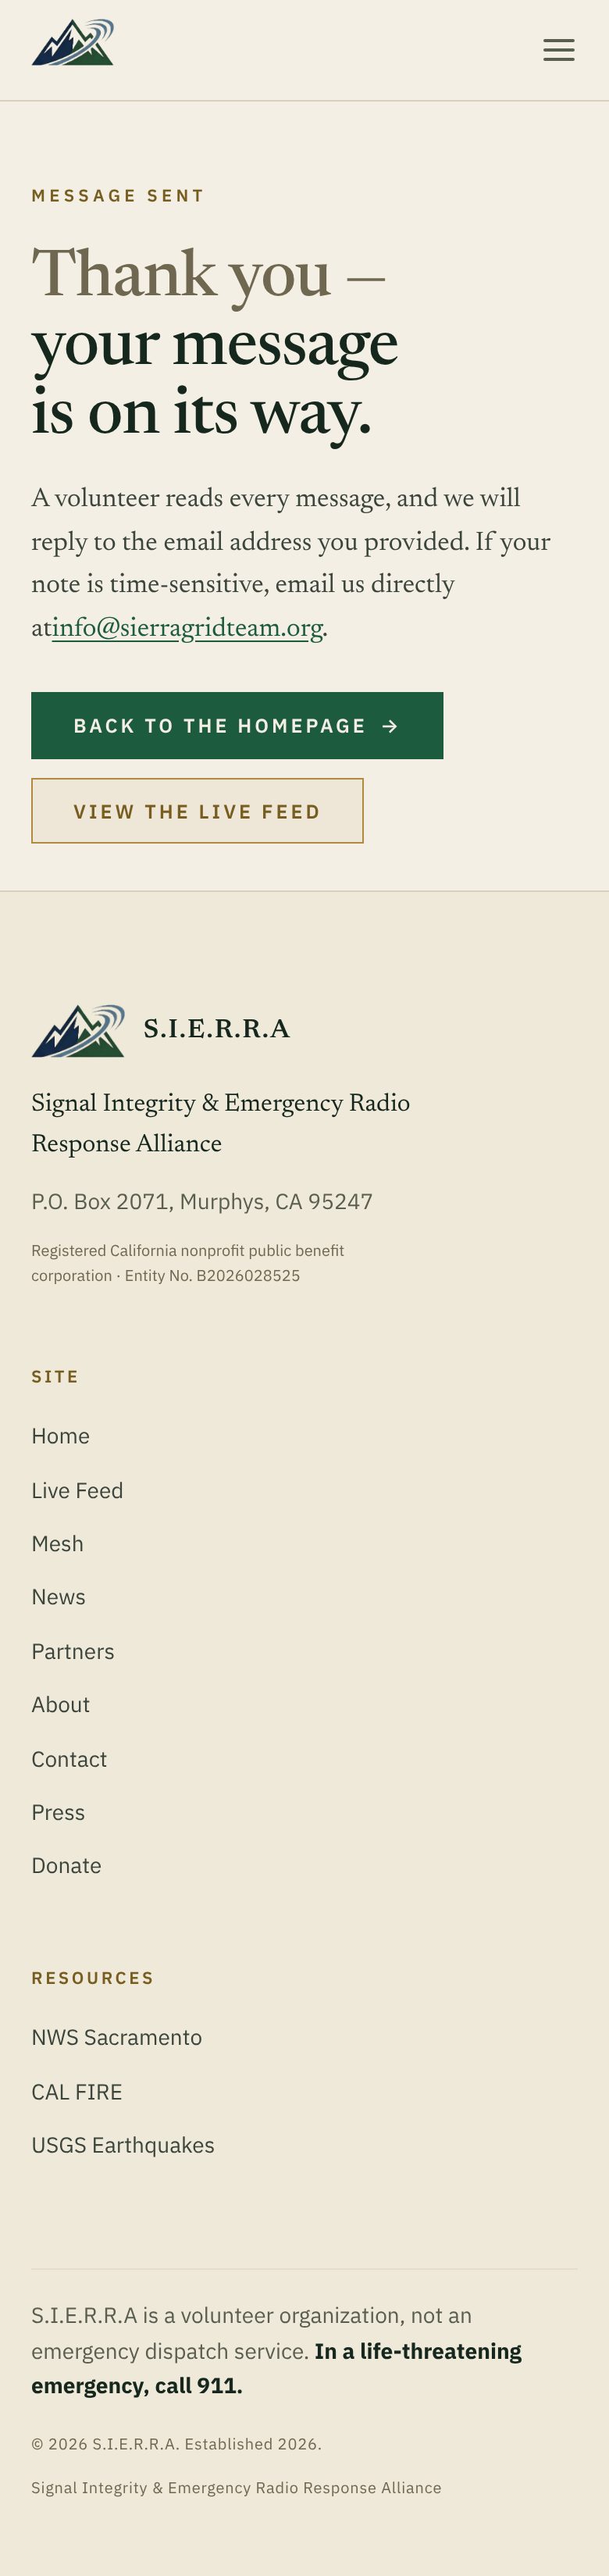 MESSAGE SENT
Thank you —
your message
is on its way.
A volunteer reads every message, and we will
reply to the email address you provided. If your
note is time-sensitive, email us directly
atinfo@sierragridteam.org.
BACK TO THE HOMEPAGE →
VIEW THE LIVE FEED
S.I.E.R.R.A
Signal Integrity & Emergency Radio
Response Alliance
P.O. Box 2071, Murphys, CA 95247
Registered California nonprofit public benefit
corporation · Entity No. B2026028525
SITE
Home
Live Feed
Mesh
News
Partners
About
Contact
Press
Donate
RESOURCES
NWS Sacramento
CAL FIRE
USGS Earthquakes
S.I.E.R.R.A is a volunteer organization, not an
emergency dispatch service. In a life-threatening
emergency, call 911.
© 2026 S.I.E.R.R.A. Established 2026.
Signal Integrity & Emergency Radio Response Alliance